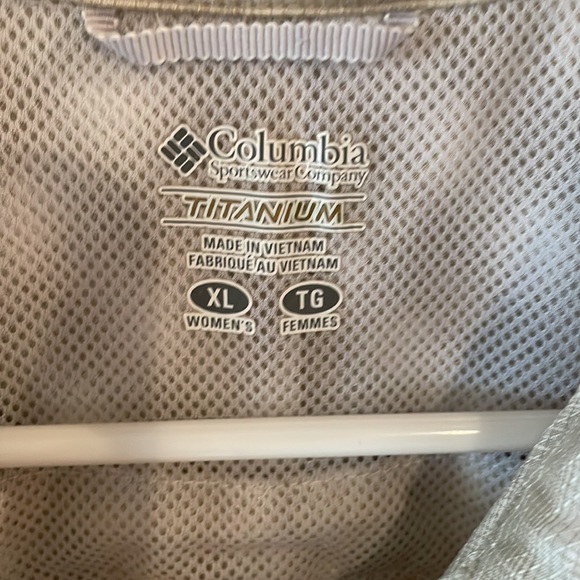 Columbia
Sportswear Company
TITANIUM
MADE IN VIETNAM
FABRIQUÉ AU VIETNAM
XL TG
WOMEN'S FEMMES